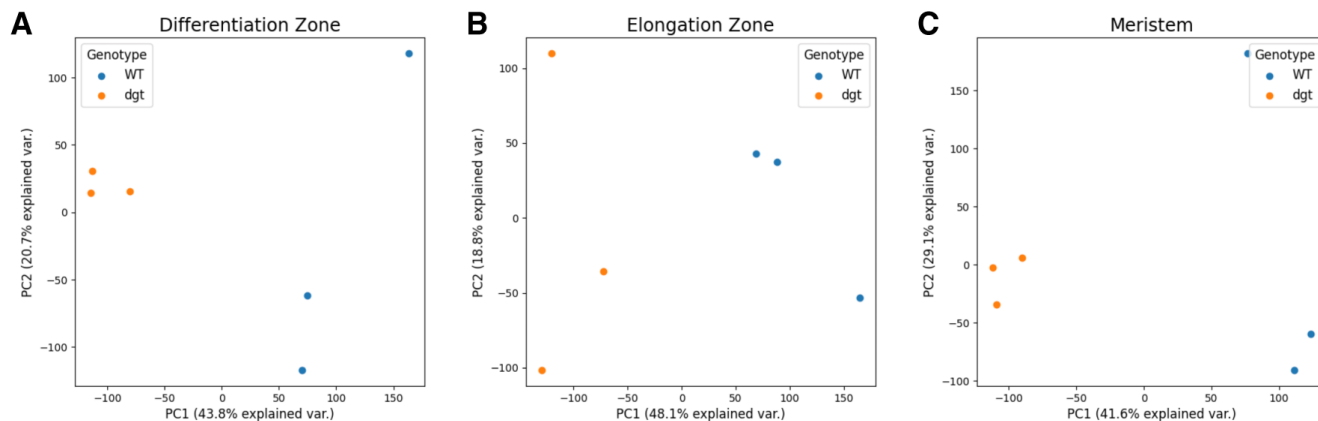 A
Differentiation Zone
Genotype
WT
dgt
100
50
0
−50
−100
PC2 (20.7% explained var.)
−100
−50
0
50
100
150
PC1 (43.8% explained var.)
B
Elongation Zone
Genotype
WT
dgt
100
50
0
−50
−100
PC2 (18.8% explained var.)
−100
−50
0
50
100
150
PC1 (48.1% explained var.)
C
Meristem
Genotype
WT
dgt
150
100
50
0
−50
−100
PC2 (29.1% explained var.)
−100
−50
0
50
100
PC1 (41.6% explained var.)